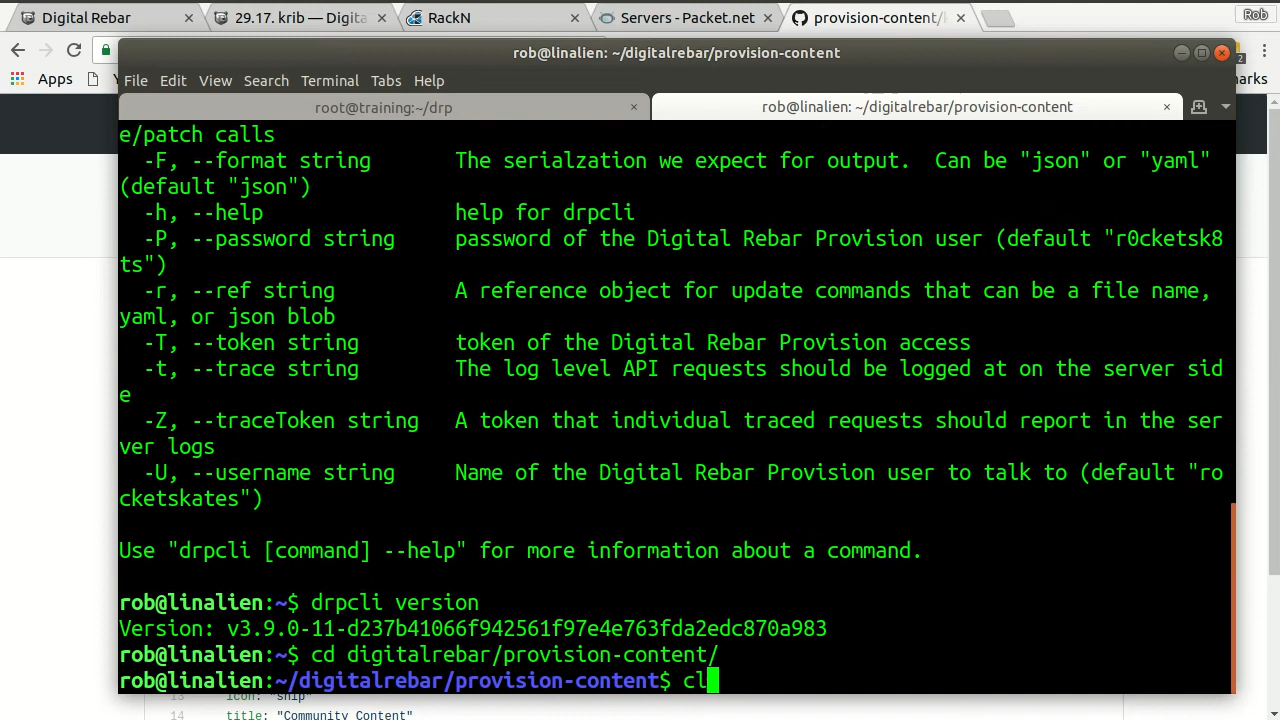 Digital Rebar
29.17. krib — Digita
RackN
Servers - Packet.net
provision-content/
Rob
rob@linalien: ~/digitalrebar/provision-content
Apps
File Edit View Search Terminal Tabs Help
root@training:~/drp
rob@linalien: ~/digitalrebar/provision-content
e/patch calls
-F, --format string The serialzation we expect for output. Can be "json" or "yaml"
(default "json")
-h, --help help for drpcli
-P, --password string password of the Digital Rebar Provision user (default "r0cketsk8
ts")
-r, --ref string A reference object for update commands that can be a file name,
yaml, or json blob
-T, --token string token of the Digital Rebar Provision access
-t, --trace string The log level API requests should be logged at on the server sid
e
-Z, --traceToken string A token that individual traced requests should report in the ser
ver logs
-U, --username string Name of the Digital Rebar Provision user to talk to (default "ro
cketskates")
Use "drpcli [command] --help" for more information about a command.
rob@linalien:~$ drpcli version
Version: v3.9.0-11-d237b41066f942561f97e4e763fda2edc870a983
rob@linalien:~$ cd digitalrebar/provision-content/
rob@linalien:~/digitalrebar/provision-content$ cl
14 title: "Community Content"